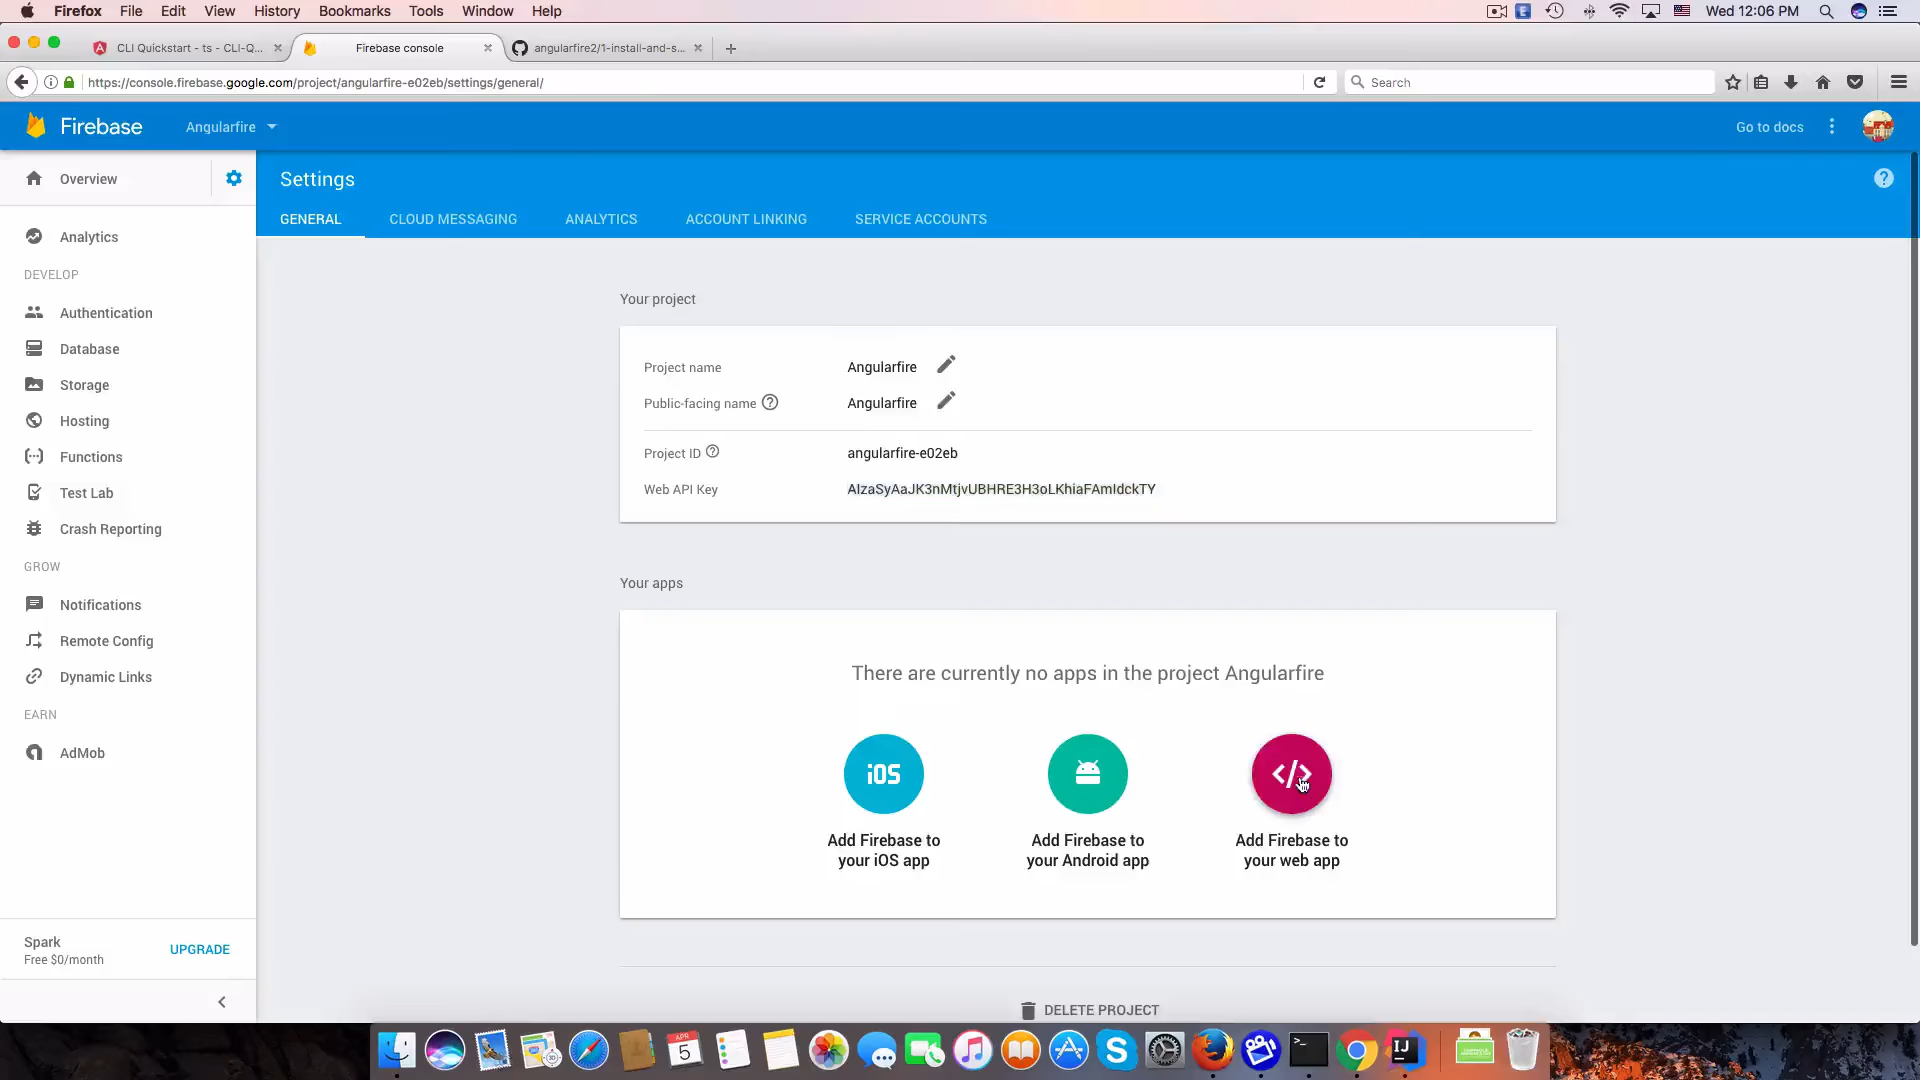 Firefox File Edit View History Bookmarks Tools Window Help Wed 12:06 PM
CLI Quickstart - ts - CLI-Q... Firebase console angularfire2/1-install-and-s...
https://console.firebase.google.com/project/angularfire-e02eb/settings/general/ Search
Firebase Angularfire Go to docs
Overview
Settings
GENERAL CLOUD MESSAGING ANALYTICS ACCOUNT LINKING SERVICE ACCOUNTS
Analytics
DEVELOP
Authentication
Database
Storage
Hosting
Functions
Test Lab
Crash Reporting
GROW
Notifications
Remote Config
Dynamic Links
EARN
AdMob
Spark
Free $0/month
UPGRADE
Your project
Project name Angularfire
Public-facing name Angularfire
Project ID angularfire-e02eb
Web API Key AIzaSyAaJK3nMtjvUBHRE3H3oLKhiaFAmIdckTY
Your apps
There are currently no apps in the project Angularfire
iOS
Add Firebase to
your iOS app
Add Firebase to
your Android app
</>
Add Firebase to
your web app
DELETE PROJECT
APR
5
IJ